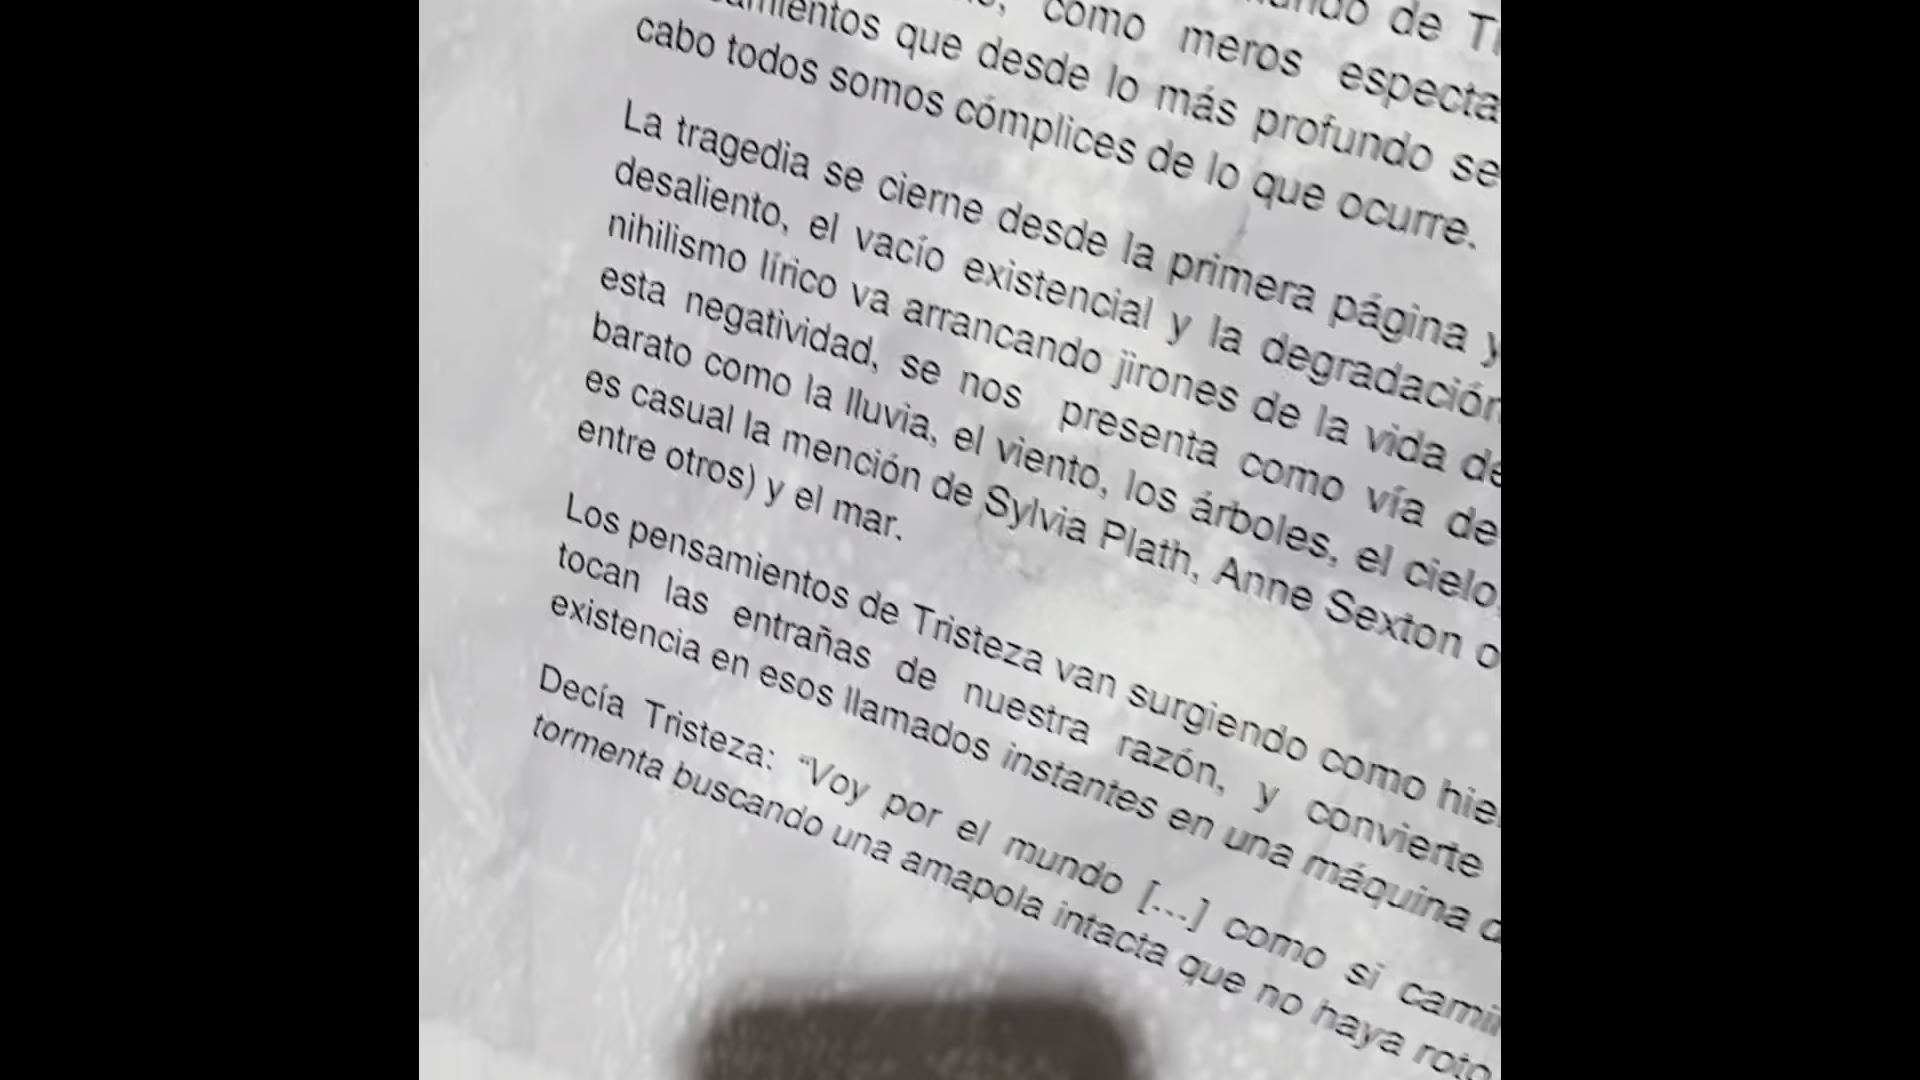 de
como meros
que desde lo más profundo se
cabo todos somos cómplices de lo que ocurre.
La tragedia se cierne desde la primera página y
desaliento, el vacío existencial y la degradación
nihilismo lírico va arrancando jirones de la vida de
esta negatividad, se nos presenta como vía de
barato como la lluvia, el viento, los árboles, el cielo,
es casual la mención de Sylvia Plath, Anne Sexton o
entre otros) y el mar.
Los pensamientos de Tristeza van surgiendo como
tocan las entrañas de nuestra razón, y convierte
existencia en esos llamados instantes en una máquina
Decía Tristeza: “Voy por el mundo [...] como si
tormenta buscando una amapola intacta que no haya roto